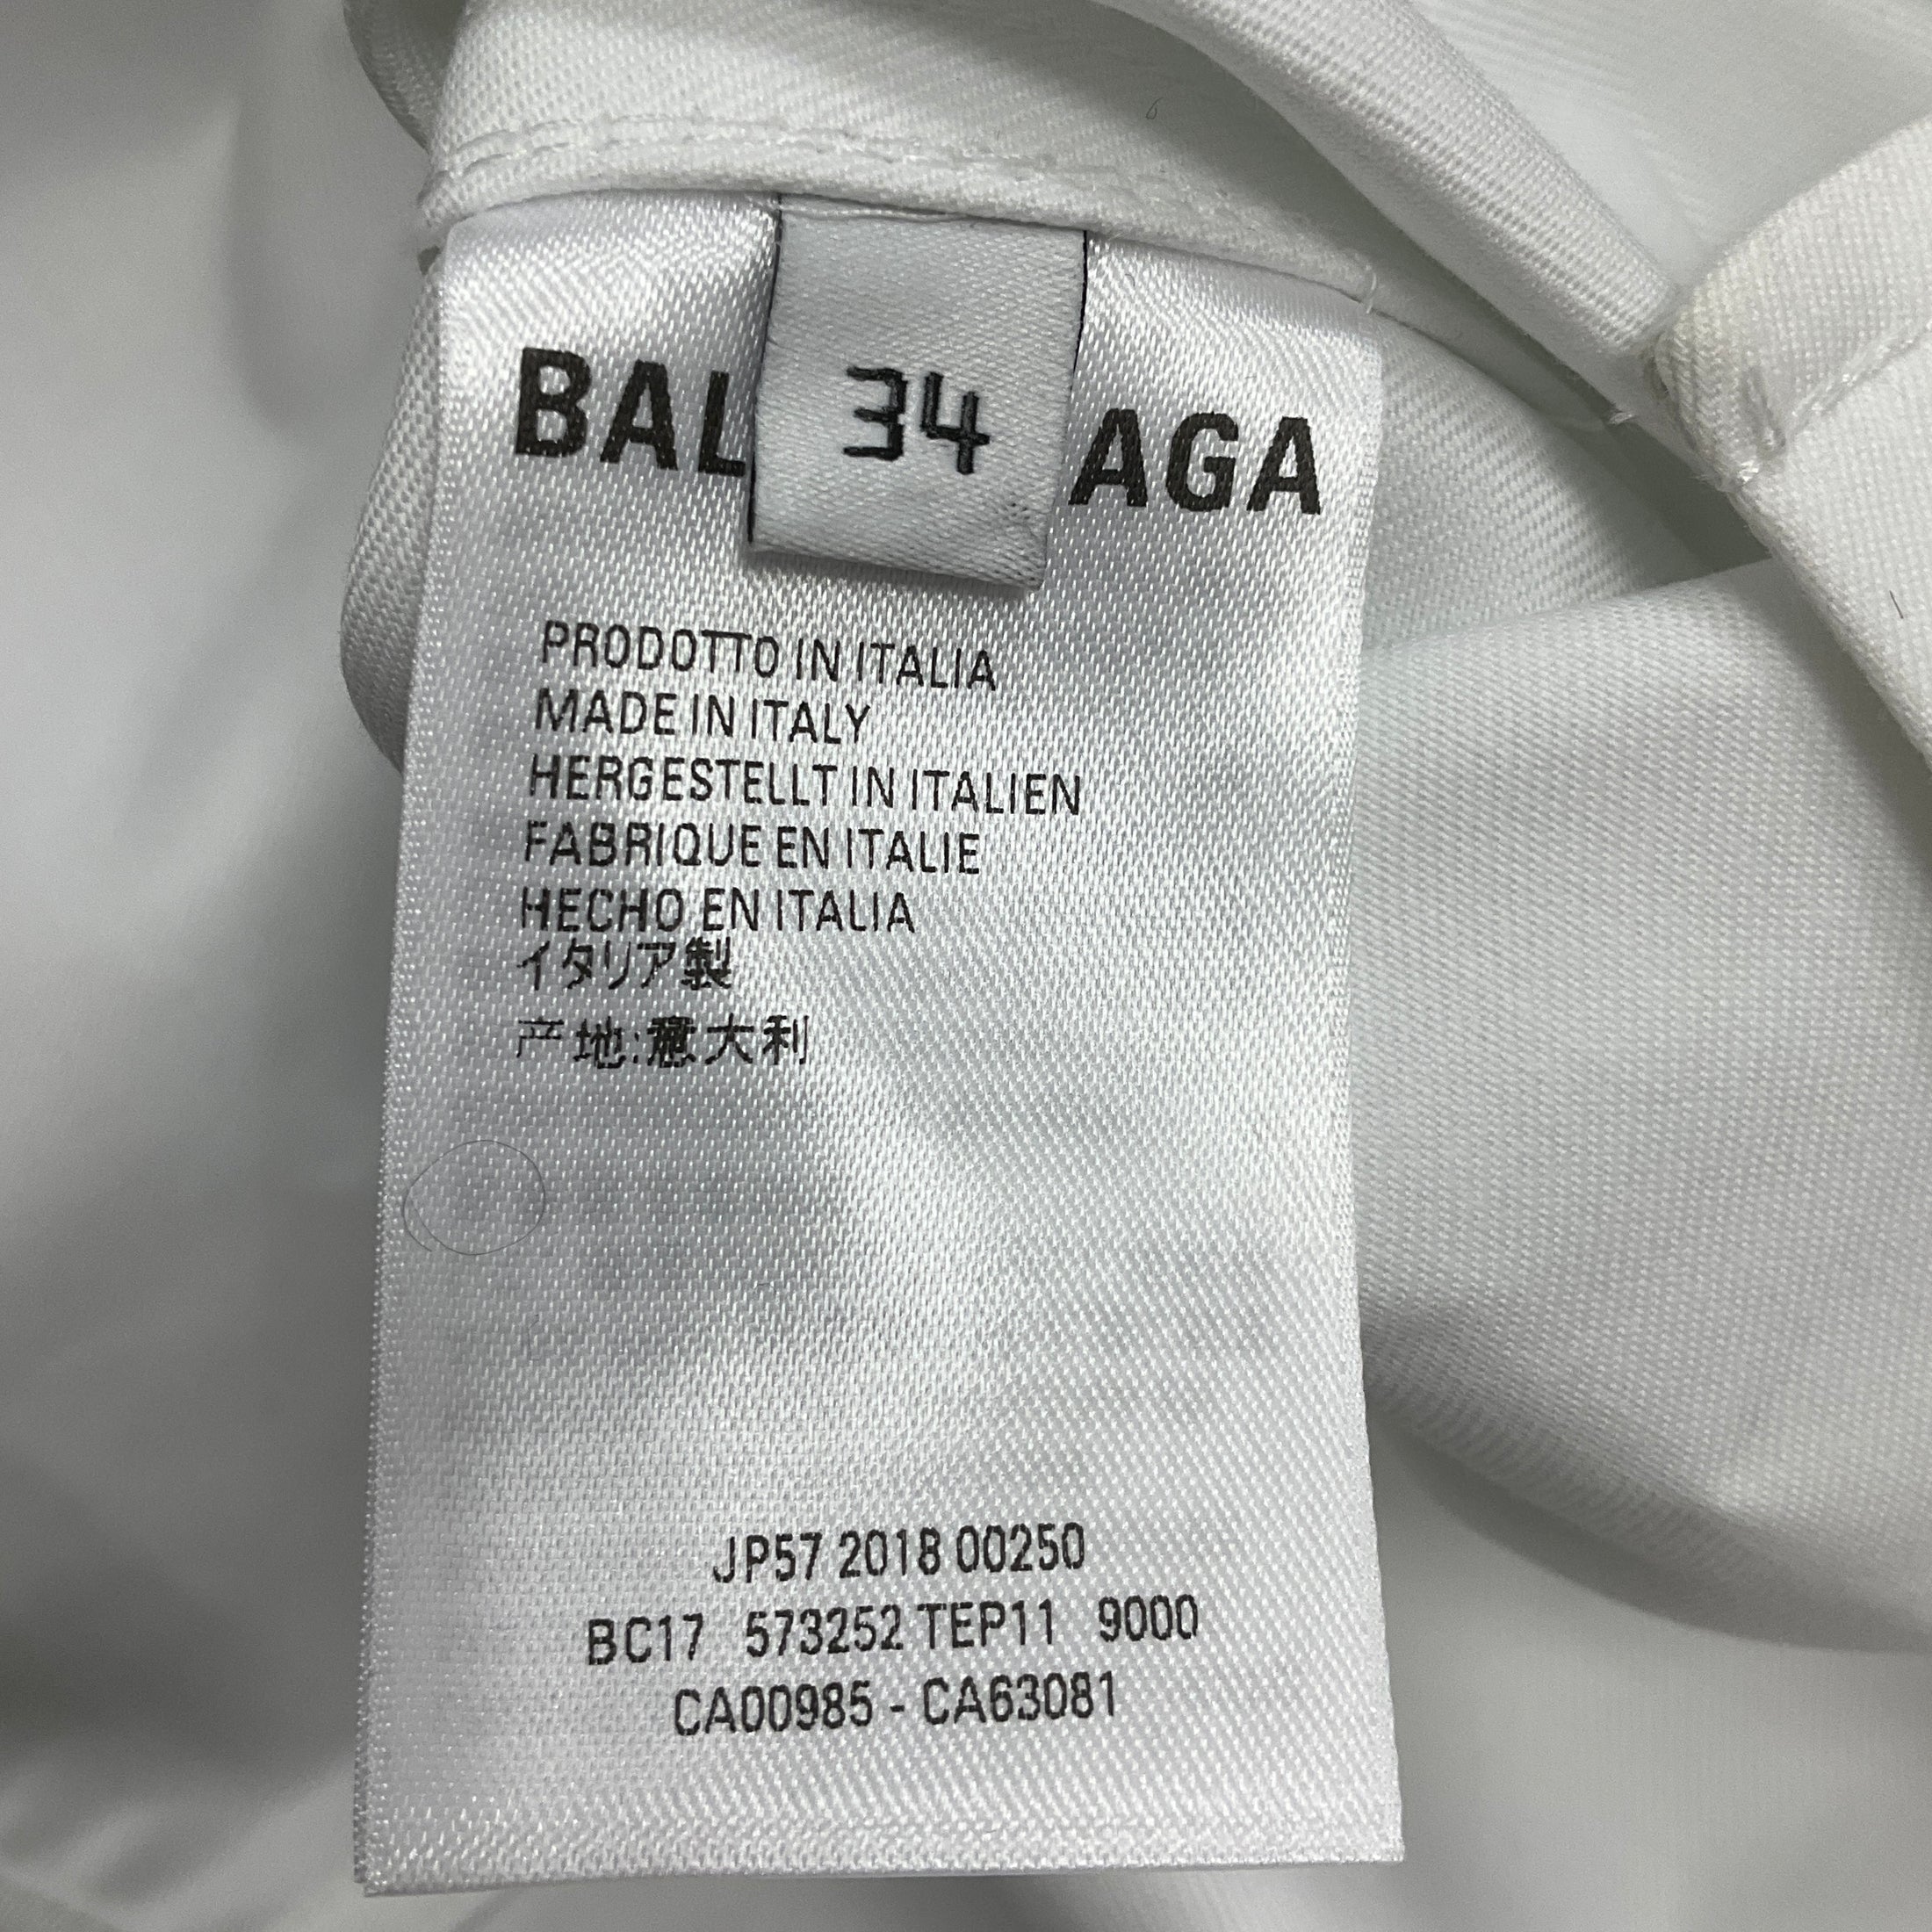 BAL 34 AGA
PRODOTTO IN ITALIA
MADE IN ITALY
HERGESTELLT IN ITALIEN
FABRIQUE EN ITALIE
HECHO EN ITALIA
イタリア製
产地:意大利
JP57 2018 00250
BC17 573252 TEP11 9000
CA00985 - CA63081